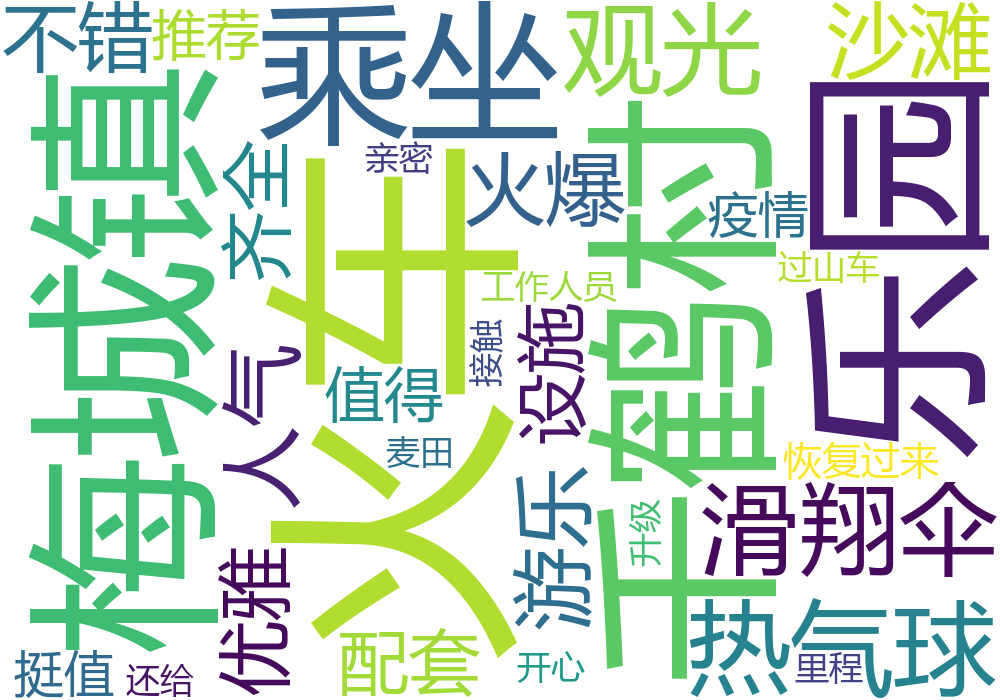 不错
推荐
乘坐
观光
沙滩
梅城镇
齐全
亲密
火车
火爆
平鹤村
疫情
乐园
过山车
工作人员
接触
设施
人气
值得
麦田
恢复过来
滑翔伞
游乐
升级
优雅
配套
开心
热气球
挺值
还给
里程